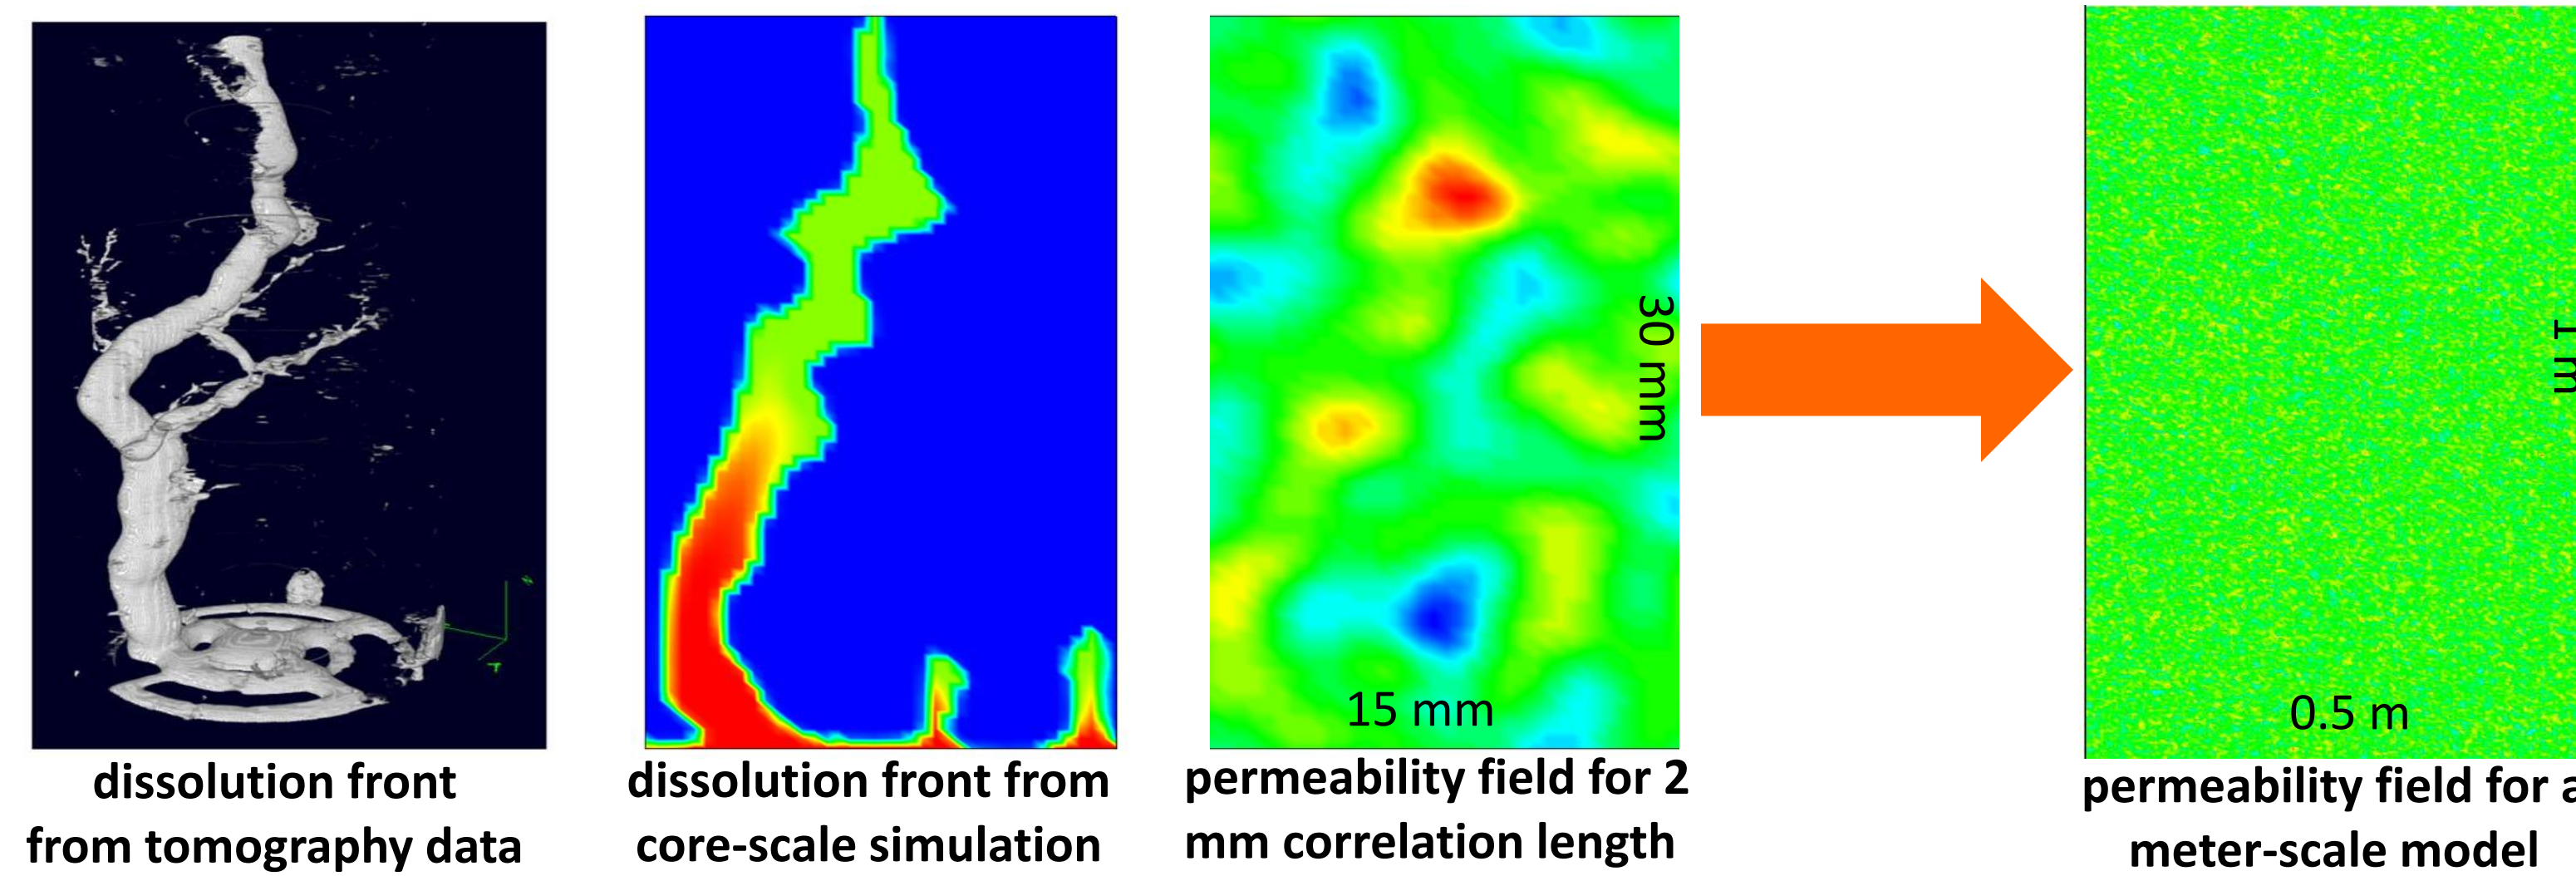 dissolution front
from tomography data
dissolution front from
core-scale simulation
30 mm
15 mm
permeability field for 2
mm correlation length
1 m
0.5 m
permeability field for a
meter-scale model